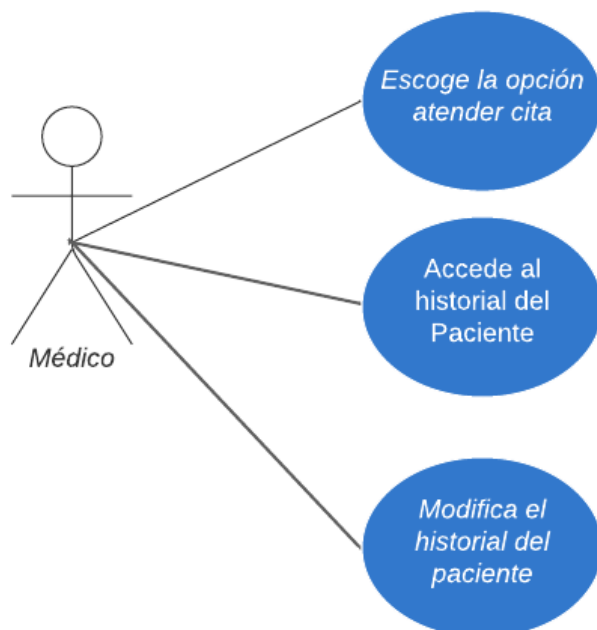 Escoge la opción
atender cita
Accede al
historial del
Paciente
Médico
Modifica el
historial del
paciente